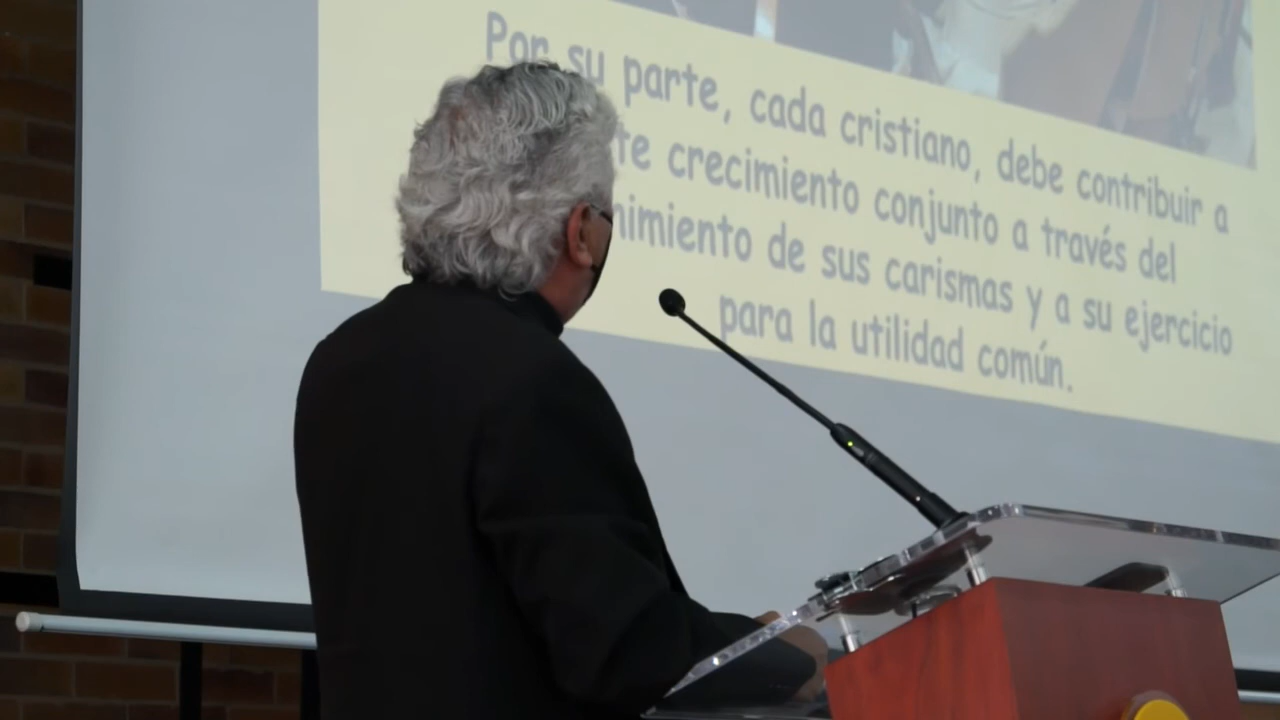 Por su parte, cada cristiano, debe contribuir a
crecimiento conjunto a través del
de sus carismas y a su ejercicio
para la utilidad común.